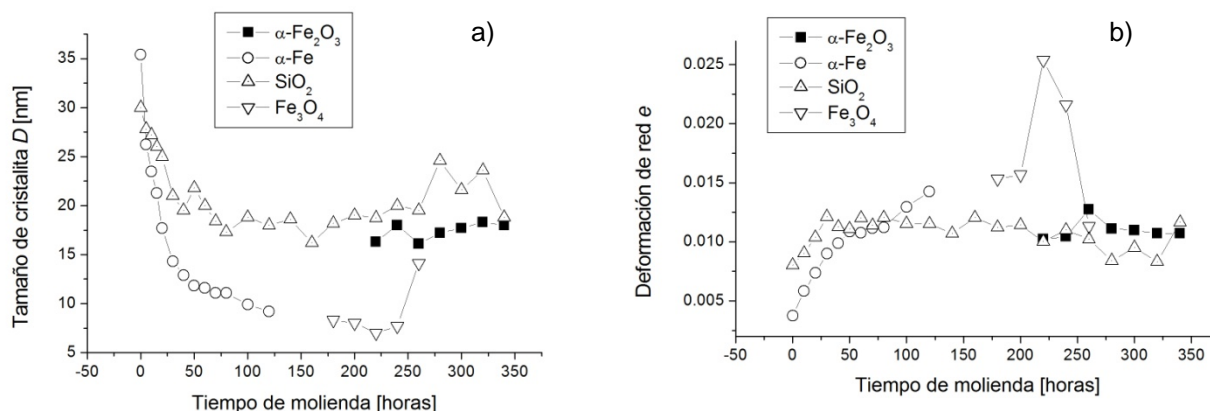 a)
α-Fe₂O₃
α-Fe
SiO₂
Fe₃O₄
Tamaño de cristalita D [nm]
35
30
25
20
15
10
5
-50 0 50 100 150 200 250 300 350
Tiempo de molienda [horas]
b)
α-Fe₂O₃
α-Fe
SiO₂
Fe₃O₄
Deformación de red e
0.025
0.020
0.015
0.010
0.005
-50 0 50 100 150 200 250 300 350
Tiempo de molienda [horas]